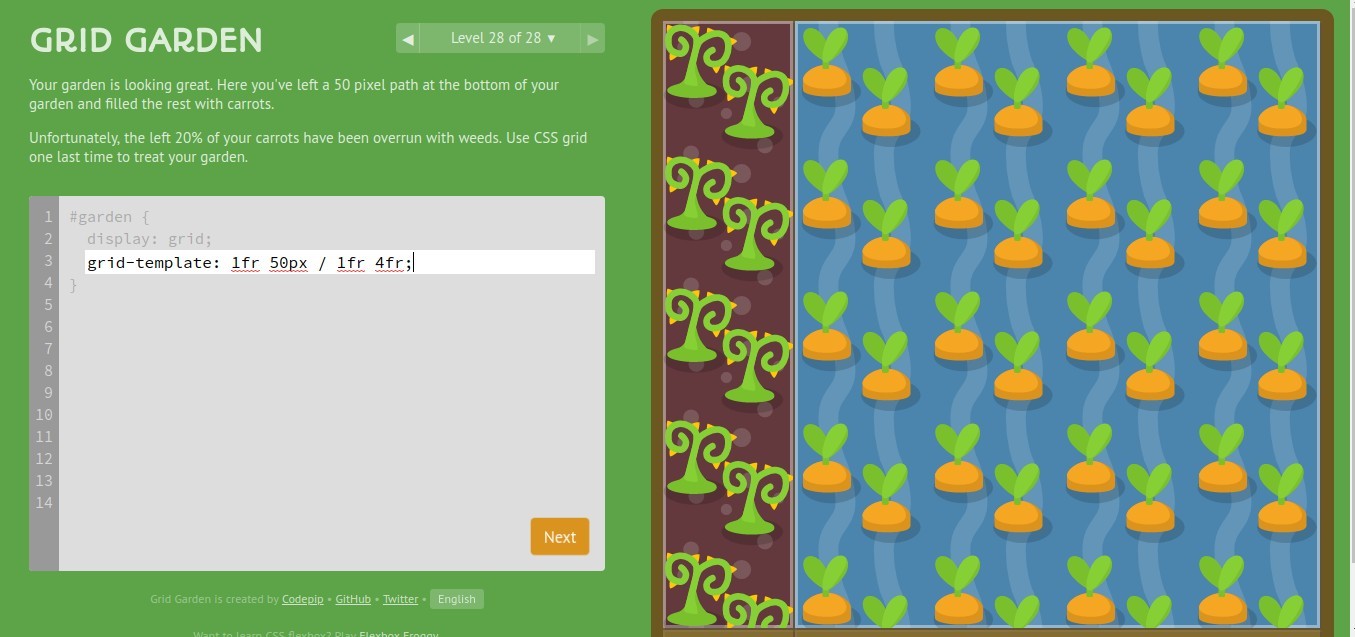 GRID GARDEN
◀ Level 28 of 28 ▼ ▶
Your garden is looking great. Here you've left a 50 pixel path at the bottom of your
garden and filled the rest with carrots.
Unfortunately, the left 20% of your carrots have been overrun with weeds. Use CSS grid
one last time to treat your garden.
1 #garden {
2 display: grid;
3 grid-template: 1fr 50px / 1fr 4fr;
4 }
5
6
7
8
9
10
11
12
13
14
Next
Grid Garden is created by Codepip • GitHub • Twitter • English
Want to learn CSS flexbox? Play Flexbox Froggy.